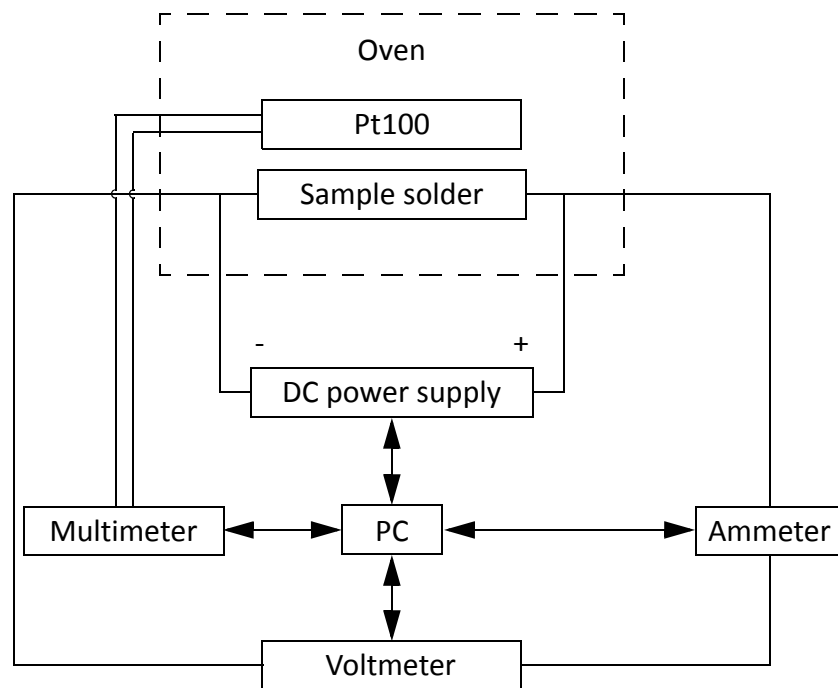 Oven
Pt100
Sample solder
- +
DC power supply
Multimeter
PC
Ammeter
Voltmeter